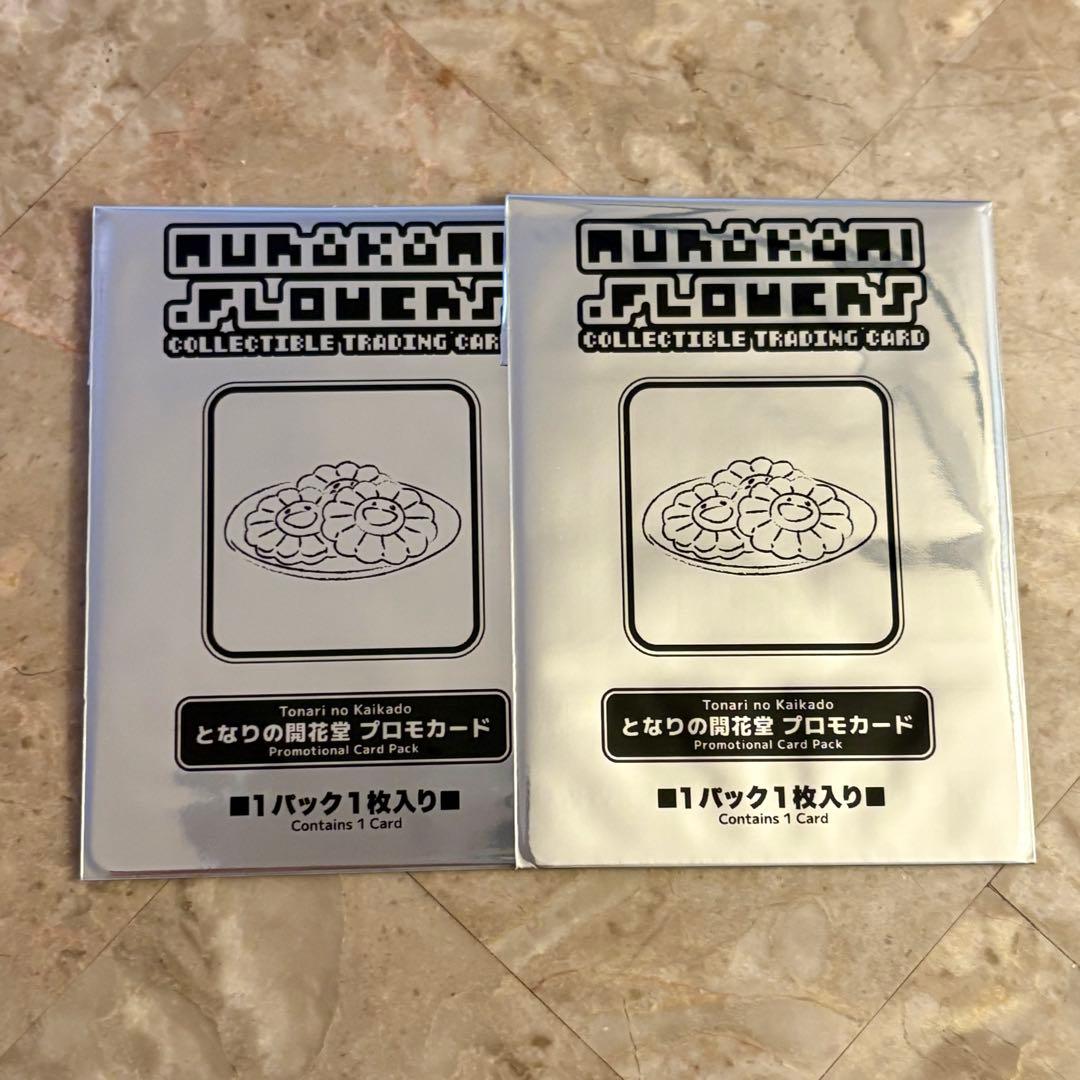 MURAKAMI
.FLOWERS
COLLECTIBLE TRADING CAR
Tonari no Kaikado
となりの開花堂 プロモカード
Promotional Card Pack
■1パック1枚入り■
Contains 1 Card
MURAKAMI
.FLOWERS
COLLECTIBLE TRADING CARD
Tonari no Kaikado
となりの開花堂 プロモカード
Promotional Card Pack
■1パック1枚入り■
Contains 1 Card